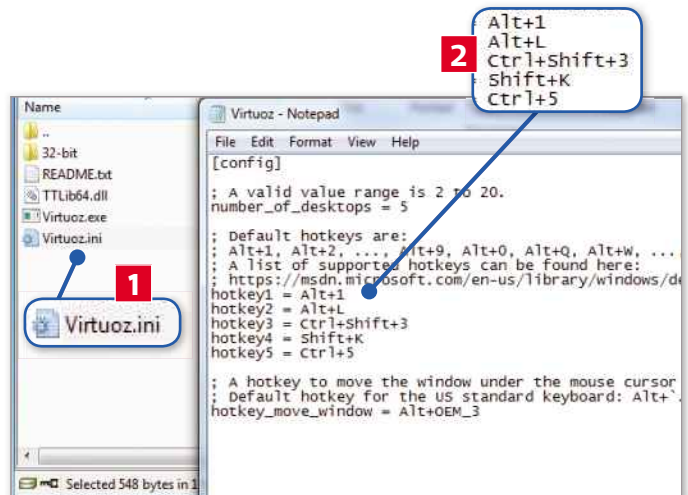 Alt+1
Alt+L
Ctrl+Shift+3
Shift+K
Ctrl+5
2
Name
..
32-bit
README.txt
TTLib64.dll
Virtuoz.exe
Virtuoz.ini
1
Virtuoz.ini
Selected 548 bytes in 1
Virtuoz - Notepad
File Edit Format View Help
[config]
; A valid value range is 2 to 20.
number_of_desktops = 5
; Default hotkeys are:
; Alt+1, Alt+2, ..., Alt+9, Alt+0, Alt+Q, Alt+W, ...,
; A list of supported hotkeys can be found here:
; https://msdn.microsoft.com/en-us/library/windows/de
hotkey1 = Alt+1
hotkey2 = Alt+L
hotkey3 = Ctrl+Shift+3
hotkey4 = Shift+K
hotkey5 = Ctrl+5
; A hotkey to move the window under the mouse cursor
; Default hotkey for the US standard keyboard: Alt+`.
hotkey_move_window = Alt+OEM_3